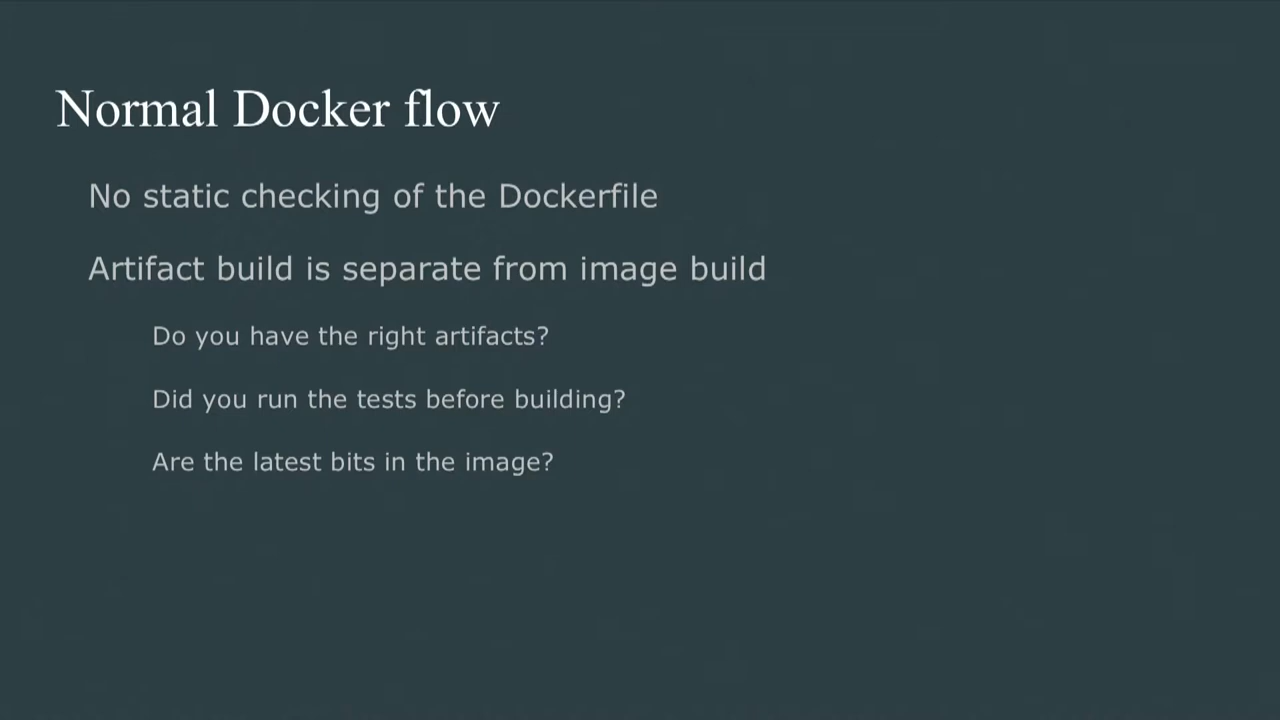 Normal Docker flow
No static checking of the Dockerfile
Artifact build is separate from image build
Do you have the right artifacts?
Did you run the tests before building?
Are the latest bits in the image?